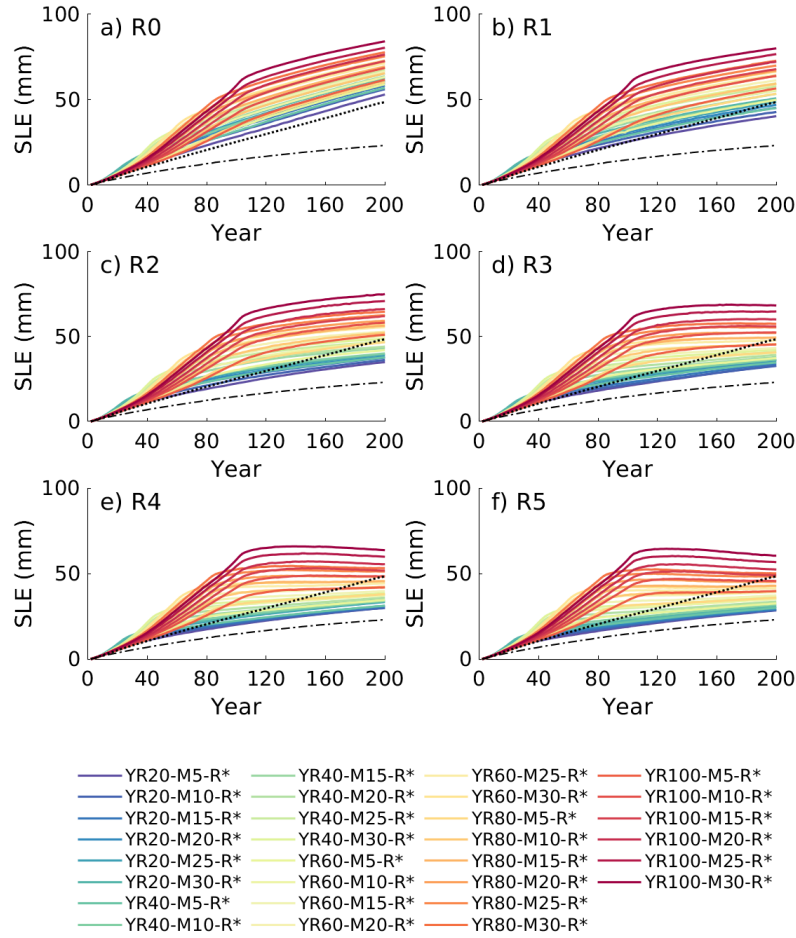 a) R0
b) R1
100
50
0
SLE (mm)
0 40 80 120 160 200
Year
100
50
0
SLE (mm)
0 40 80 120 160 200
Year
c) R2
d) R3
100
50
0
SLE (mm)
0 40 80 120 160 200
Year
100
50
0
SLE (mm)
0 40 80 120 160 200
Year
e) R4
f) R5
100
50
0
SLE (mm)
0 40 80 120 160 200
Year
100
50
0
SLE (mm)
0 40 80 120 160 200
Year
YR20-M5-R* YR40-M15-R* YR60-M25-R* YR100-M5-R*
YR20-M10-R* YR40-M20-R* YR60-M30-R* YR100-M10-R*
YR20-M15-R* YR40-M25-R* YR80-M5-R* YR100-M15-R*
YR20-M20-R* YR40-M30-R* YR80-M10-R* YR100-M20-R*
YR20-M25-R* YR60-M5-R* YR80-M15-R* YR100-M25-R*
YR20-M30-R* YR60-M10-R* YR80-M20-R* YR100-M30-R*
YR40-M5-R* YR60-M15-R* YR80-M25-R*
YR40-M10-R* YR60-M20-R* YR80-M30-R*